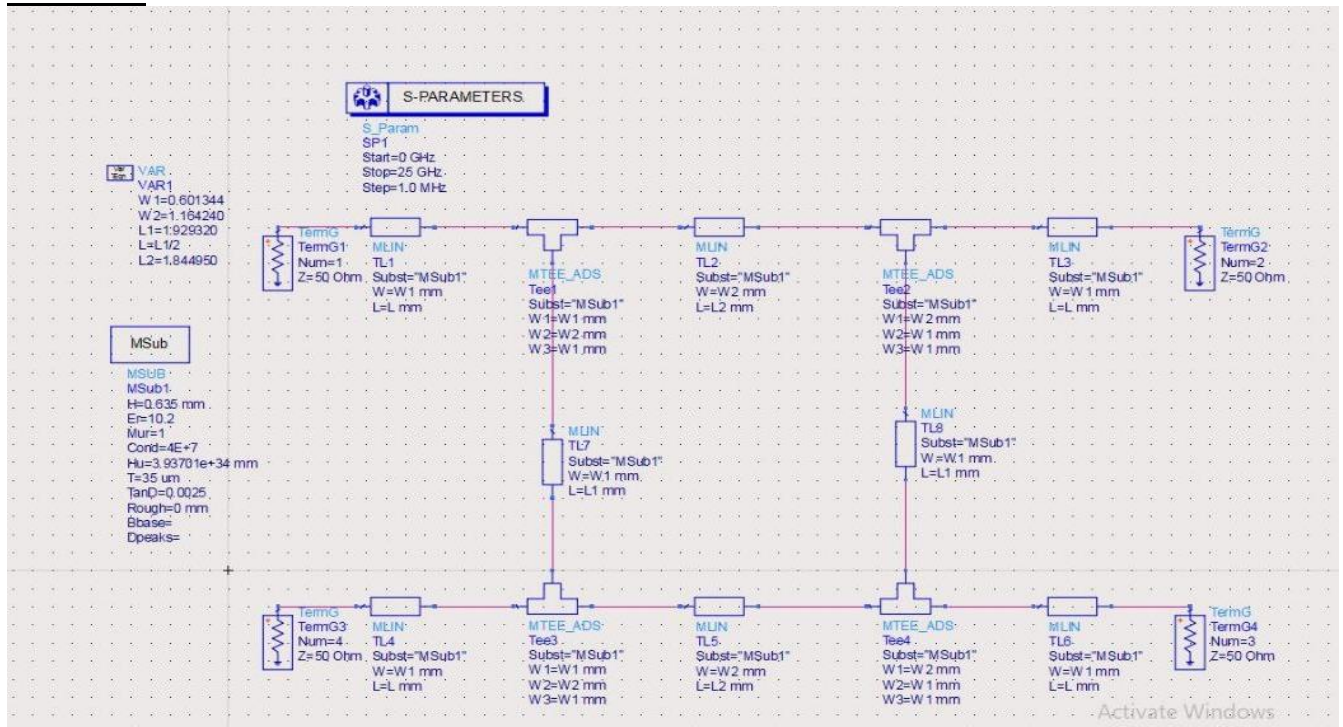 S-PARAMETERS
S_Param
SP1
Start=0 GHz
Stop=25 GHz
Step=1.0 MHz
VAR
VAR1
W1=0.601344
W2=1.164240
L1=1.929320
L=L1/2
L2=1.844950
TermG
TermG1
Num=1
Z=50 Ohm
MLIN
TL1
Subst="MSub1"
W=W1 mm
L=L mm
MTEE_ADS
Tee1
Subst="MSub1"
W1=W1 mm
W2=W2 mm
W3=W1 mm
MLIN
TL2
Subst="MSub1"
W=W2 mm
L=L2 mm
MTEE_ADS
Tee2
Subst="MSub1"
W1=W2 mm
W2=W1 mm
W3=W1 mm
MLIN
TL3
Subst="MSub1"
W=W1 mm
L=L mm
TermG
TermG2
Num=2
Z=50 Ohm
MSub
MSUB
MSub1
H=0.635 mm
Er=10.2
Mur=1
Cond=4E+7
Hu=3.93701e+34 mm
T=35 um
TanD=0.0025
Rough=0 mm
Bbase=
Dpeaks=
MLIN
TL7
Subst="MSub1"
W=W1 mm
L=L1 mm
MLIN
TL8
Subst="MSub1"
W=W1 mm
L=L1 mm
TermG
TermG3
Num=4
Z=50 Ohm
MLIN
TL4
Subst="MSub1"
W=W1 mm
L=L mm
MTEE_ADS
Tee3
Subst="MSub1"
W1=W1 mm
W2=W2 mm
W3=W1 mm
MLIN
TL5
Subst="MSub1"
W=W2 mm
L=L2 mm
MTEE_ADS
Tee4
Subst="MSub1"
W1=W2 mm
W2=W1 mm
W3=W1 mm
MLIN
TL6
Subst="MSub1"
W=W1 mm
L=L mm
TermG
TermG4
Num=3
Z=50 Ohm
Activate Windows